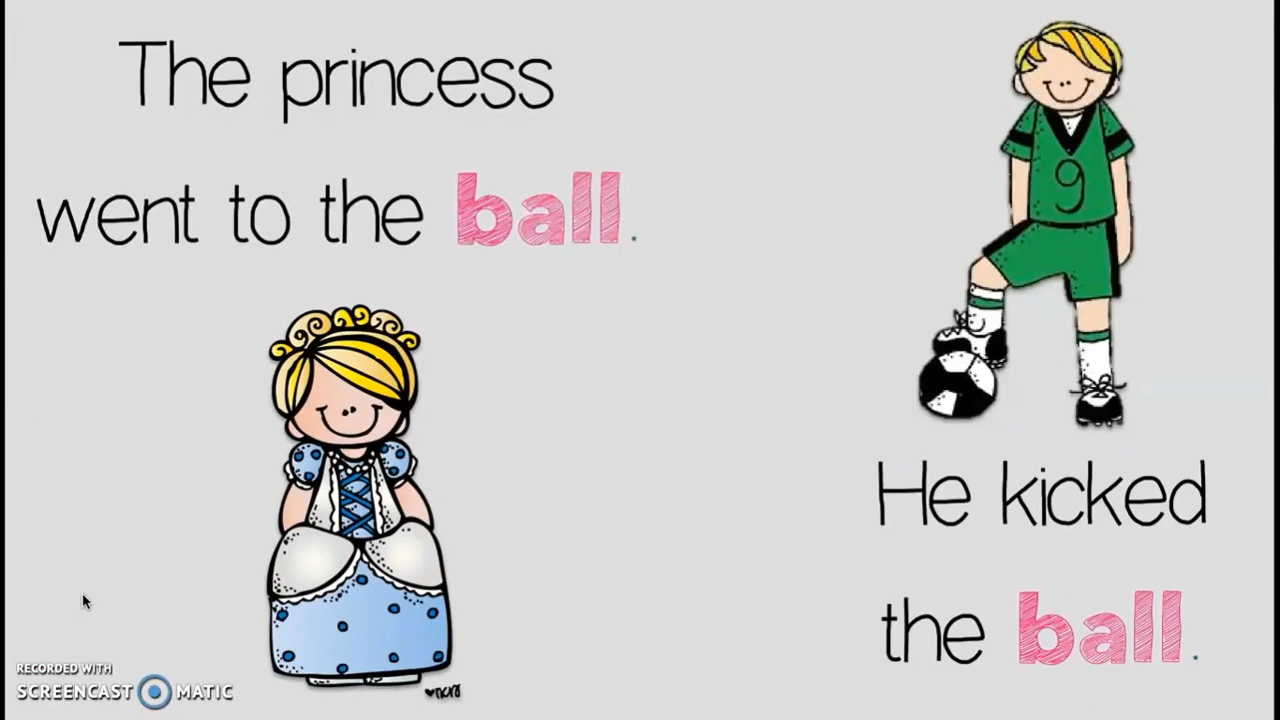 The princess
went to the ball.
9
He kicked
the ball.
RECORDED WITH
SCREENCAST MATIC